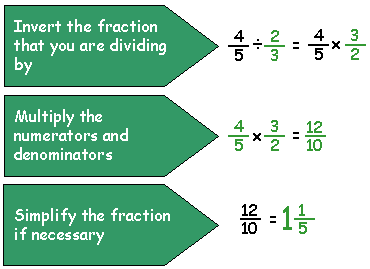 Invert the fraction
that you are dividing
by
4/5 ÷ 2/3 = 4/5 × 3/2
Multiply the
numerators and
denominators
4/5 × 3/2 = 12/10
Simplify the fraction
if necessary
12/10 = 1 1/5